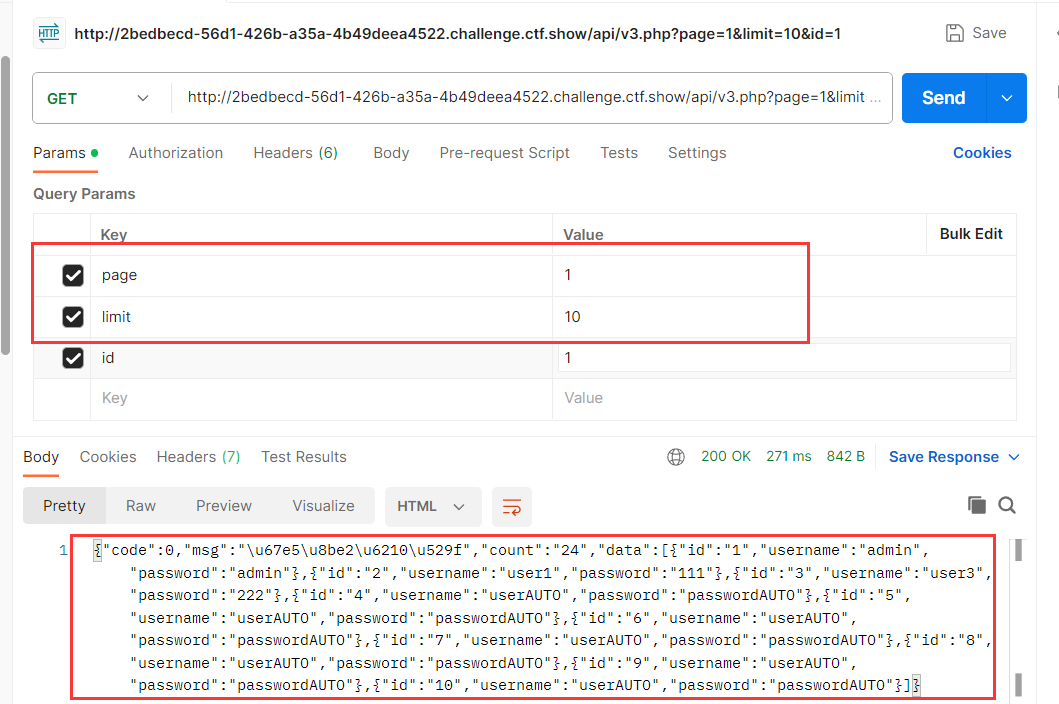 HTTP http://2bedbecd-56d1-426b-a35a-4b49deea4522.challenge.ctf.show/api/v3.php?page=1&limit=10&id=1 Save
GET http://2bedbecd-56d1-426b-a35a-4b49deea4522.challenge.ctf.show/api/v3.php?page=1&limit ... Send
Params Authorization Headers (6) Body Pre-request Script Tests Settings Cookies
Query Params
Key Value Bulk Edit
page 1
limit 10
id 1
Key Value
Body Cookies Headers (7) Test Results 200 OK 271 ms 842 B Save Response
Pretty Raw Preview Visualize HTML
1 {"code":0,"msg":"\u67e5\u8be2\u6210\u529f","count":"24","data":[{"id":"1","username":"admin",
"password":"admin"},{"id":"2","username":"user1","password":"111"},{"id":"3","username":"user3",
"password":"222"},{"id":"4","username":"userAUTO","password":"passwordAUTO"},{"id":"5",
"username":"userAUTO","password":"passwordAUTO"},{"id":"6","username":"userAUTO",
"password":"passwordAUTO"},{"id":"7","username":"userAUTO","password":"passwordAUTO"},{"id":"8",
"username":"userAUTO","password":"passwordAUTO"},{"id":"9","username":"userAUTO",
"password":"passwordAUTO"},{"id":"10","username":"userAUTO","password":"passwordAUTO"}]}